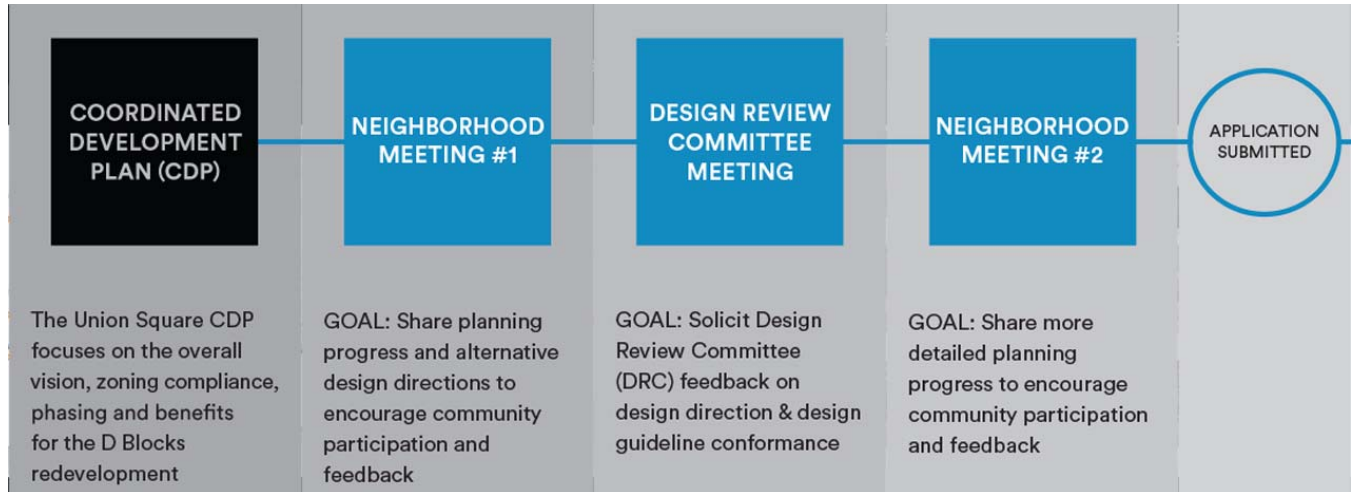 COORDINATED
DEVELOPMENT
PLAN (CDP)
NEIGHBORHOOD
MEETING #1
DESIGN REVIEW
COMMITTEE
MEETING
NEIGHBORHOOD
MEETING #2
APPLICATION
SUBMITTED
The Union Square CDP
focuses on the overall
vision, zoning compliance,
phasing and benefits
for the D Blocks
redevelopment
GOAL: Share planning
progress and alternative
design directions to
encourage community
participation and
feedback
GOAL: Solicit Design
Review Committee
(DRC) feedback on
design direction & design
guideline conformance
GOAL: Share more
detailed planning
progress to encourage
community participation
and feedback